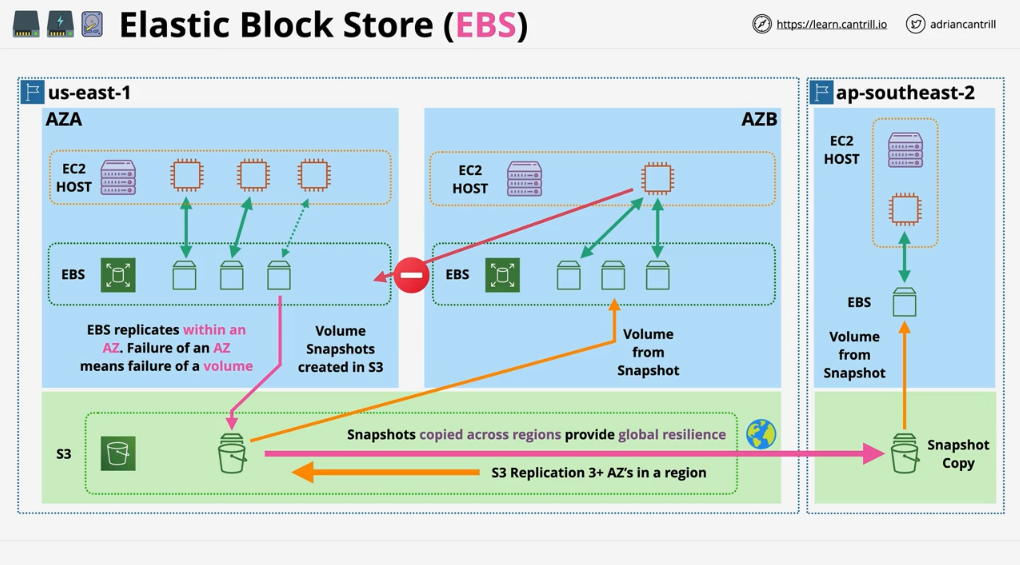 Elastic Block Store (EBS)
https://learn.cantrill.io
adriancantrill
us-east-1
AZA
EC2
HOST
EBS
EBS replicates within an
AZ. Failure of an AZ
means failure of a volume
Volume
Snapshots
created in S3
AZB
EC2
HOST
EBS
Volume
from
Snapshot
S3
Snapshots copied across regions provide global resilience
S3 Replication 3+ AZ's in a region
ap-southeast-2
EC2
HOST
EBS
Volume
from
Snapshot
Snapshot
Copy